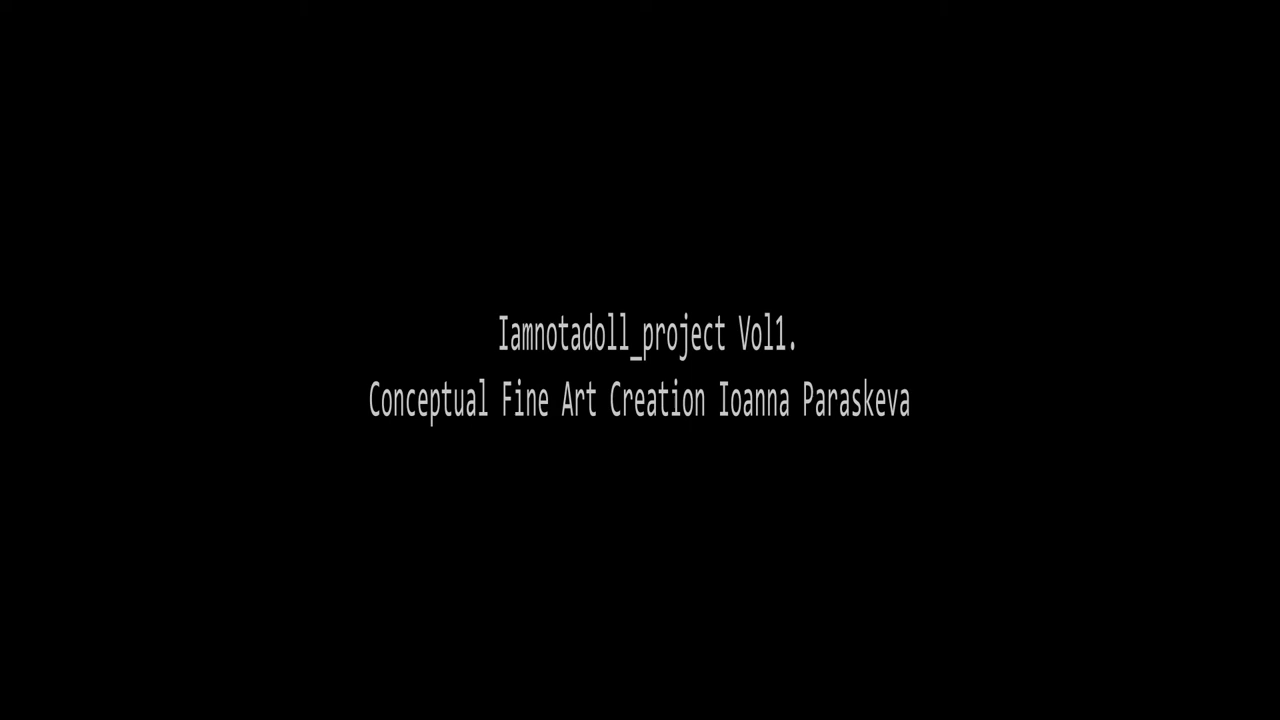 Iamnotadoll_project Vol1.
Conceptual Fine Art Creation Ioanna Paraskeva